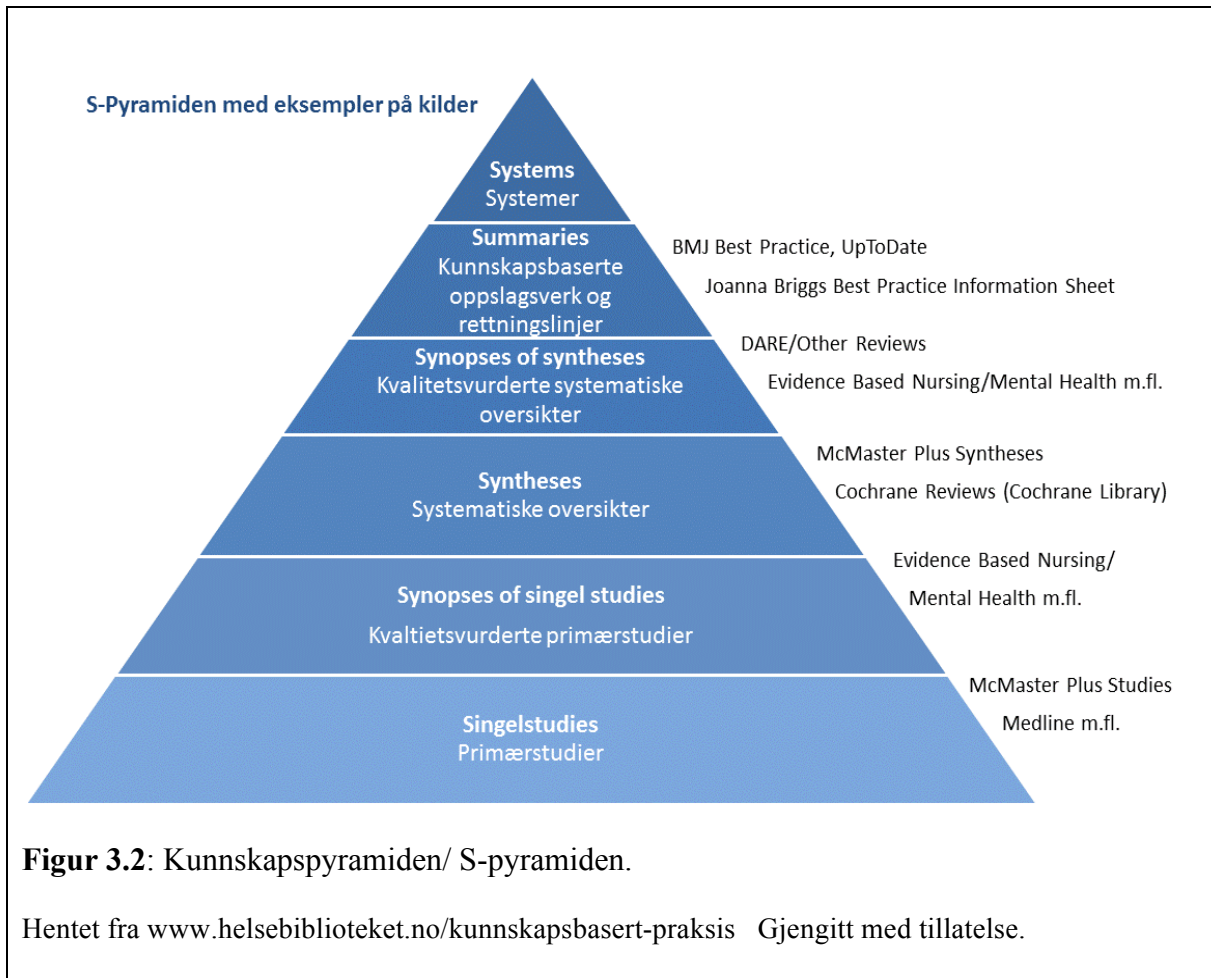 S-Pyramiden med eksempler på kilder
Systems
Systemer
Summaries
Kunnskapsbaserte
oppslagsverk og
rettningslinjer
BMJ Best Practice, UpToDate
Joanna Briggs Best Practice Information Sheet
Synopses of syntheses
Kvalitetsvurderte systematiske
oversikter
DARE/Other Reviews
Evidence Based Nursing/Mental Health m.fl.
Syntheses
Systematiske oversikter
McMaster Plus Syntheses
Cochrane Reviews (Cochrane Library)
Synopses of singel studies
Kvaltietsvurderte primærstudier
Evidence Based Nursing/
Mental Health m.fl.
Singelstudies
Primærstudier
McMaster Plus Studies
Medline m.fl.
Figur 3.2: Kunnskapspyramiden/ S-pyramiden.
Hentet fra www.helsebiblioteket.no/kunnskapsbasert-praksis Gjengitt med tillatelse.